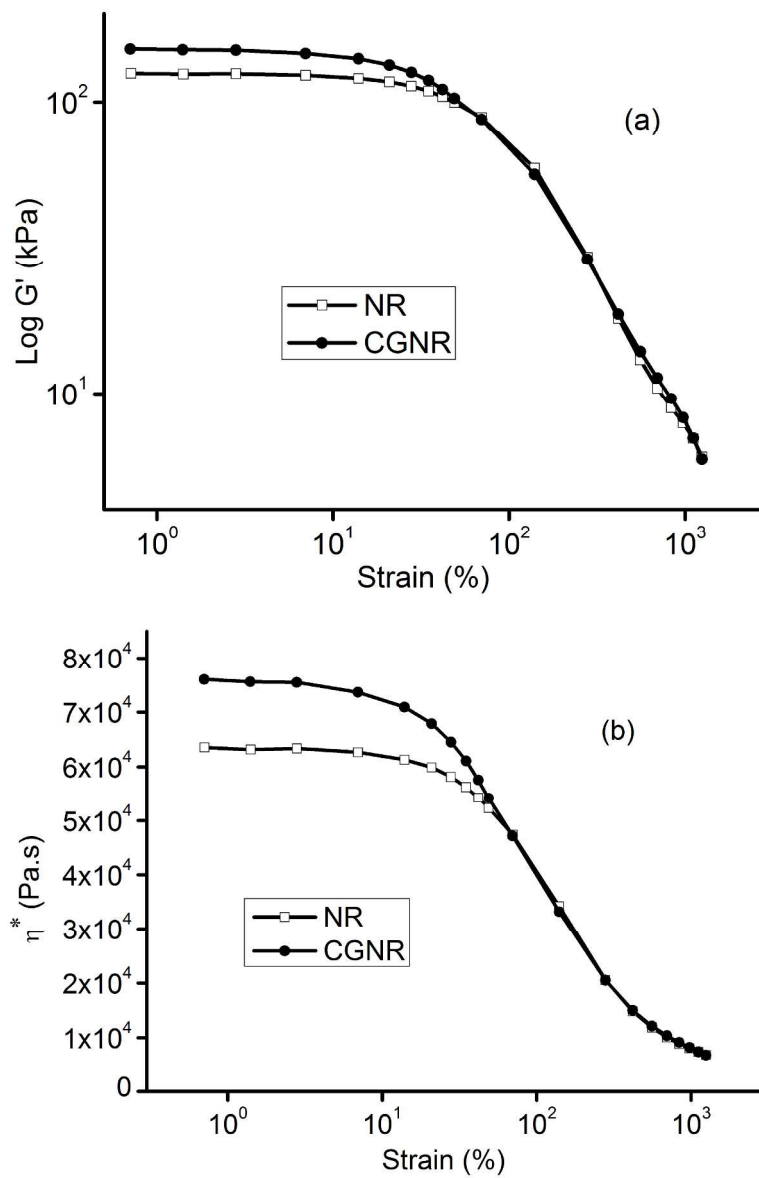 (a)
Log G' (kPa)
10²
10¹
NR
CGNR
10⁰ 10¹ 10² 10³
Strain (%)
(b)
η* (Pa.s)
8x10⁴
7x10⁴
6x10⁴
5x10⁴
4x10⁴
3x10⁴
2x10⁴
1x10⁴
0
NR
CGNR
10⁰ 10¹ 10² 10³
Strain (%)